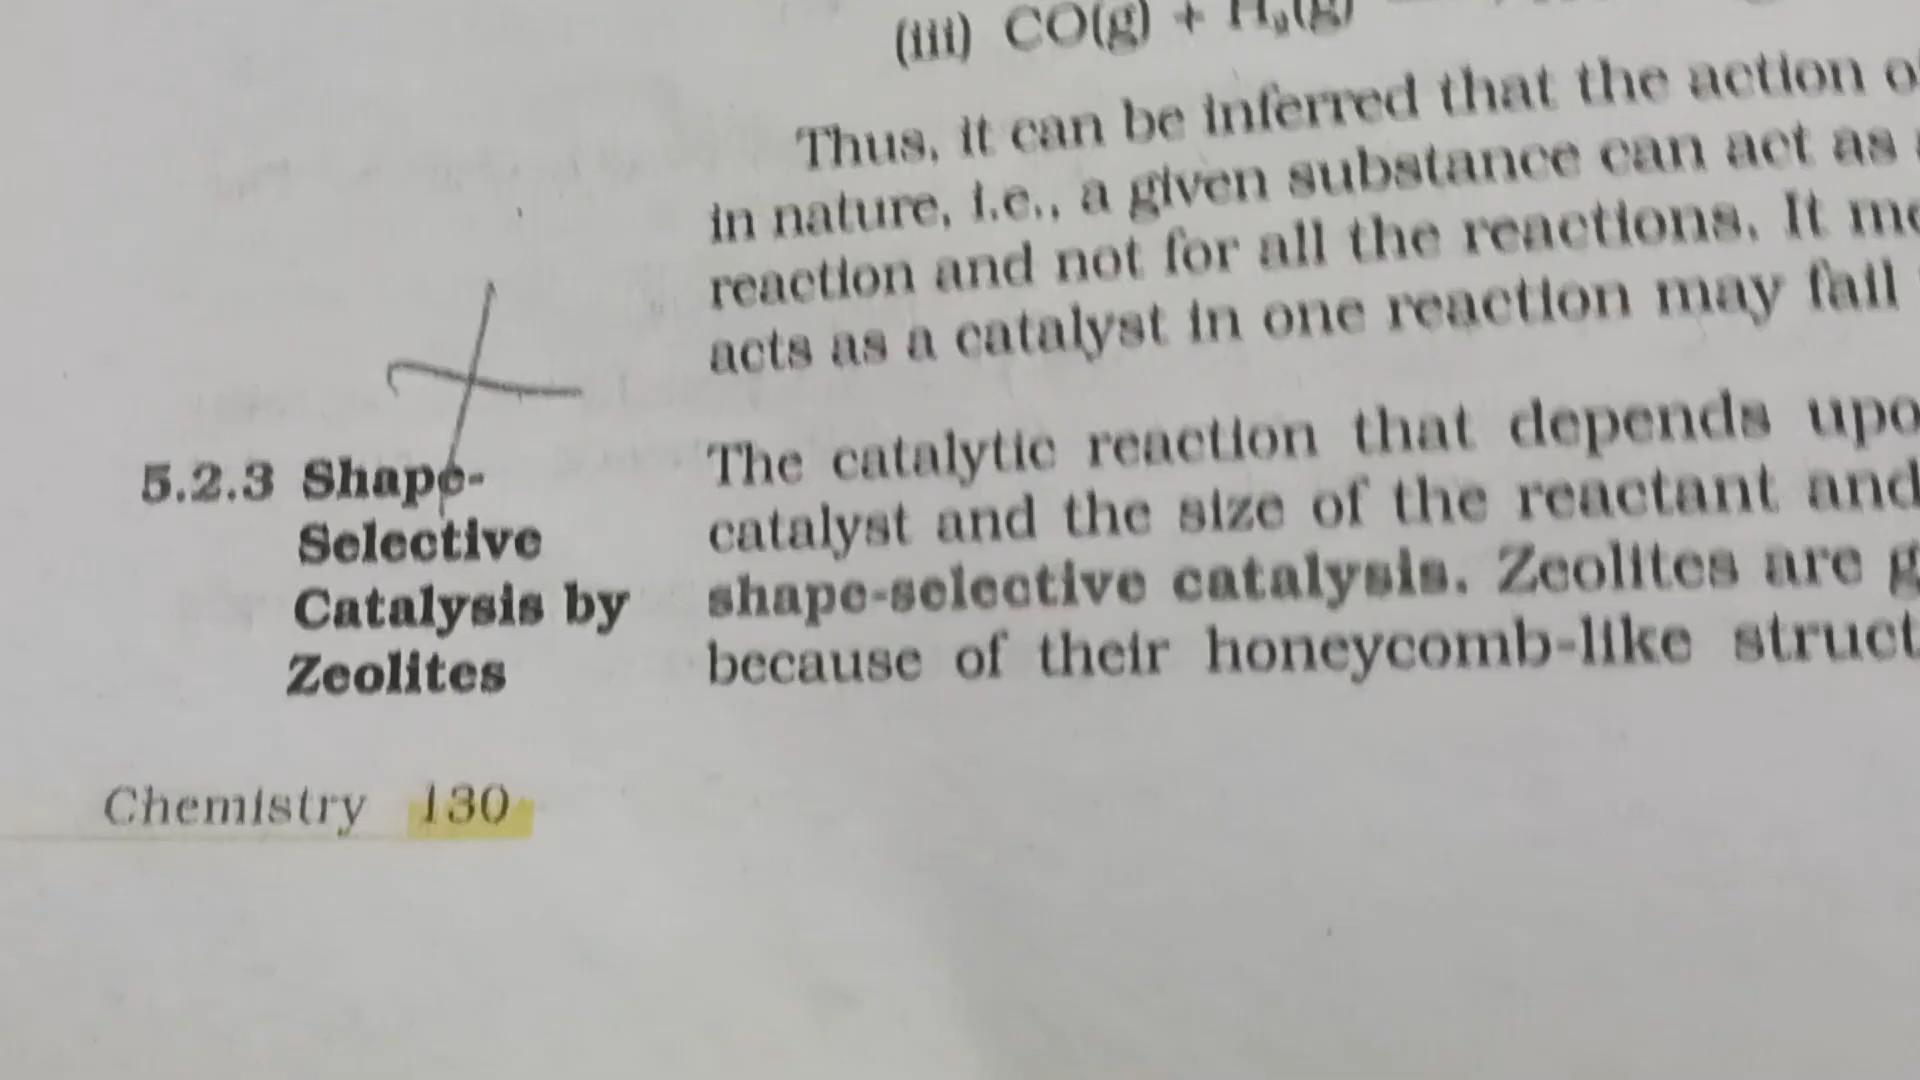 (iii) CO(g) + H₂(g)
Thus, it can be inferred that the action
in nature, i.e., a given substance can act as
reaction and not for all the reactions. It
acts as a catalyst in one reaction may fail
5.2.3 Shape-
Selective
Catalysis by
Zeolites
The catalytic reaction that depends
catalyst and the size of the reactant and
shape-selective catalysis. Zeolites are
because of their honeycomb-like
Chemistry 130